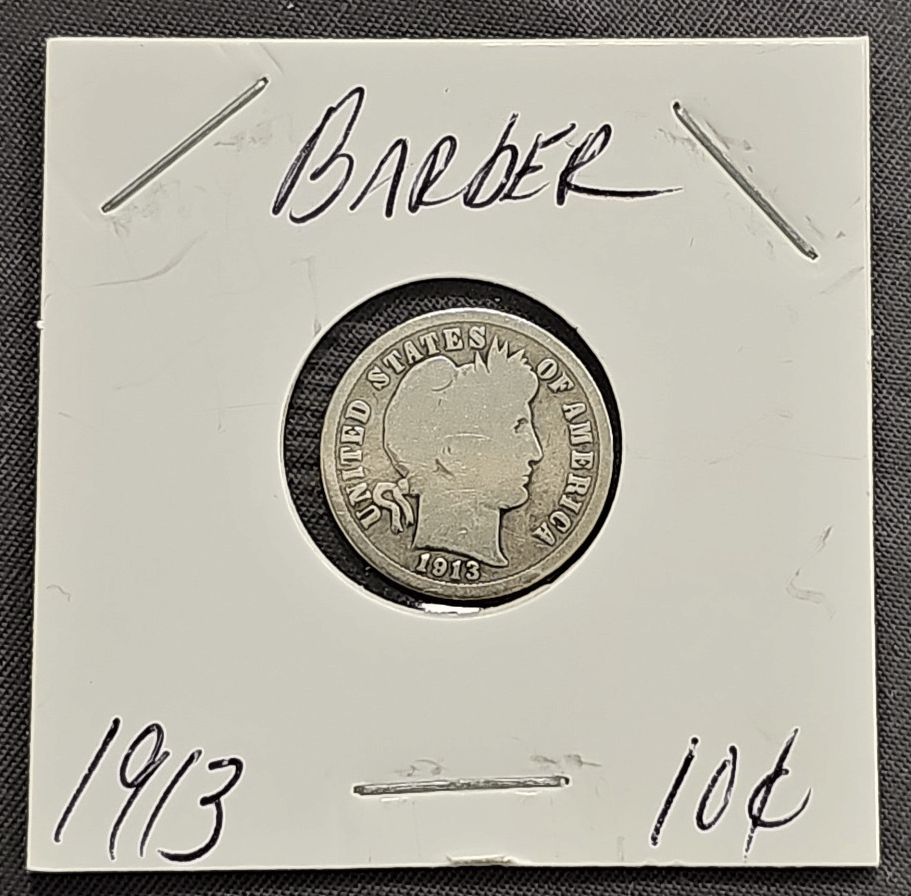 BARBER
UNITED STATES OF AMERICA
1913
1913 10¢